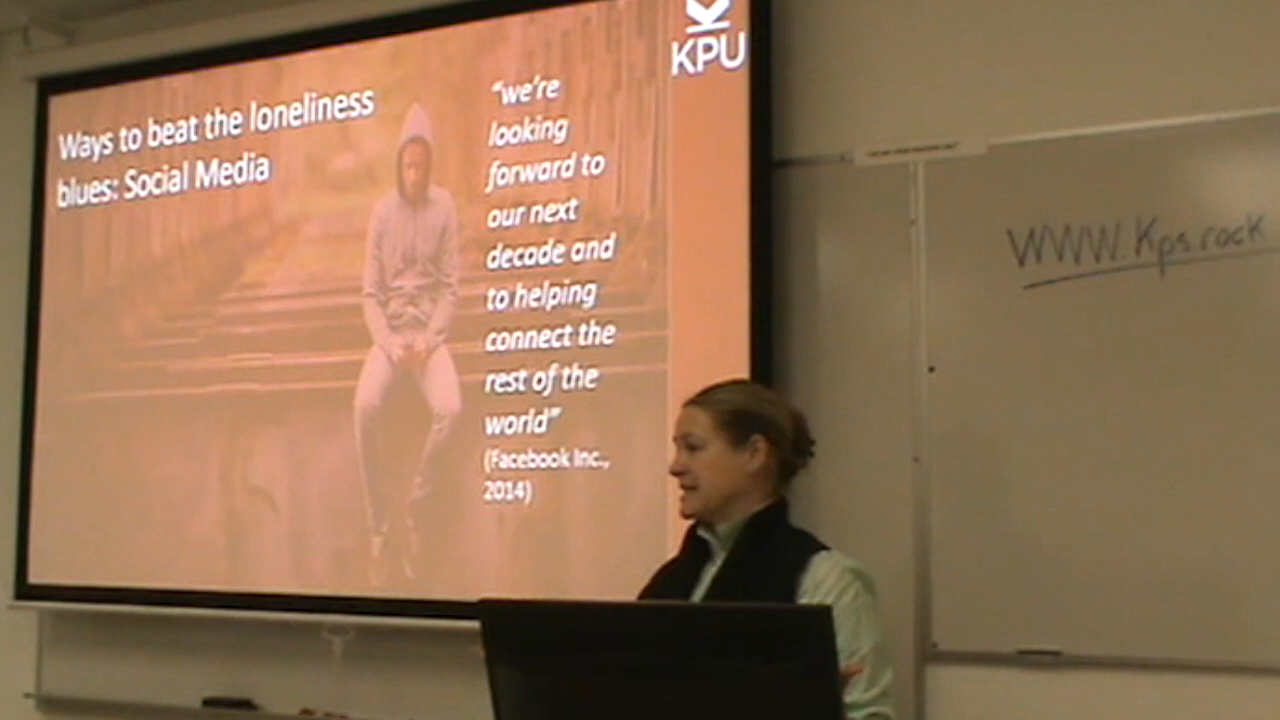 Ways to beat the loneliness
blues: Social Media
"we're
looking
forward to
our next
decade and
to helping
connect the
rest of the
world"
(Facebook Inc.,
2014)
KPU
WWW.Kps.rock